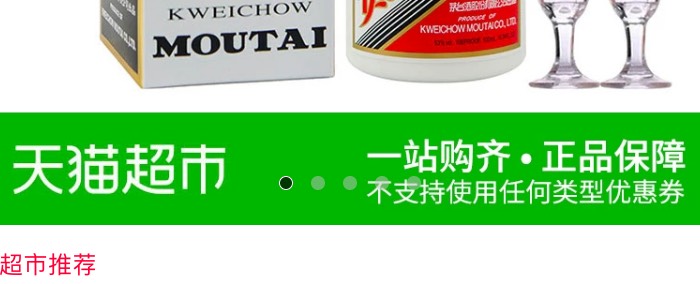 KWEICHOW
MOUTAI
PRODUCE OF
KWEICHOW MOUTAI CO., LTD.
天猫超市
一站购齐•正品保障
不支持使用任何类型优惠券
超市推荐